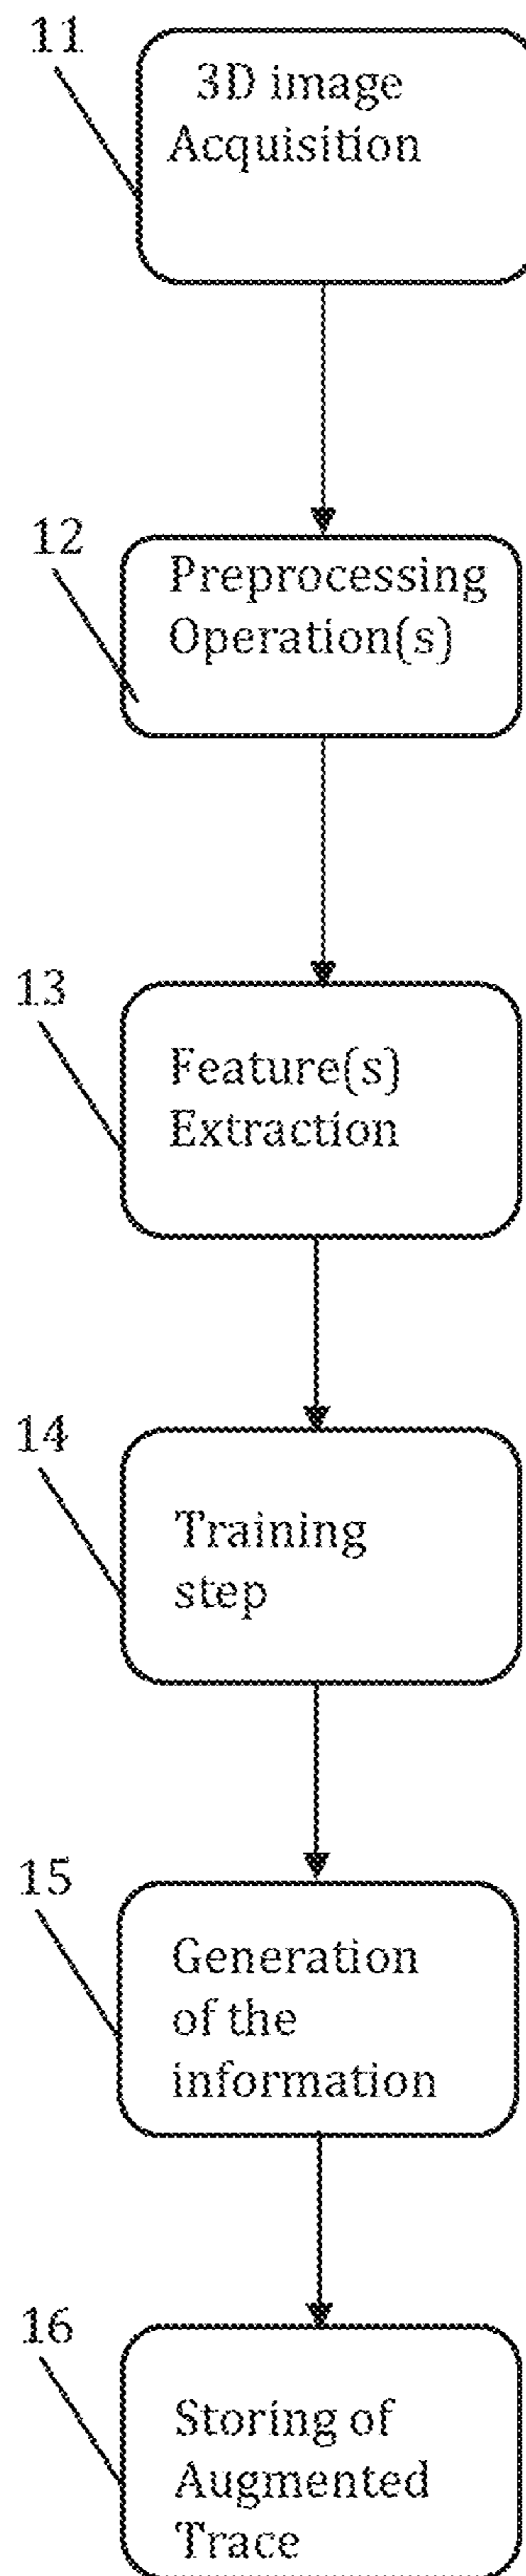 11
3D image
Acquisition
12
Preprocessing
Operation(s)
13
Feature(s)
Extraction
14
Training
step
15
Generation
of the
information
16
Storing of
Augmented
Trace